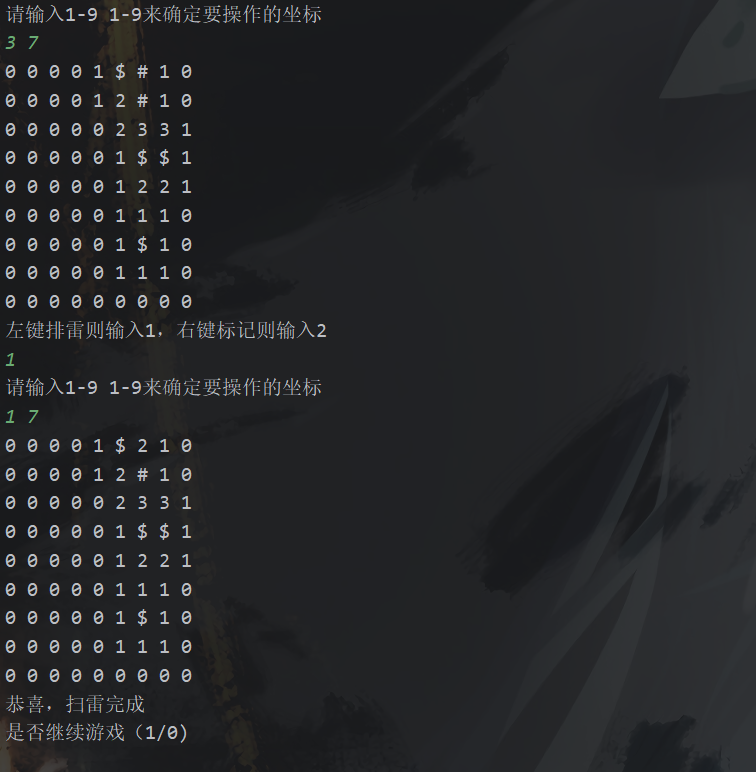 请输入1-9 1-9来确定要操作的坐标
3 7
0 0 0 0 1 $ # 1 0
0 0 0 0 1 2 # 1 0
0 0 0 0 0 2 3 3 1
0 0 0 0 0 1 $ $ 1
0 0 0 0 0 1 2 2 1
0 0 0 0 0 1 1 1 0
0 0 0 0 0 1 $ 1 0
0 0 0 0 0 1 1 1 0
0 0 0 0 0 0 0 0 0
左键排雷则输入1，右键标记则输入2
1
请输入1-9 1-9来确定要操作的坐标
1 7
0 0 0 0 1 $ 2 1 0
0 0 0 0 1 2 # 1 0
0 0 0 0 0 2 3 3 1
0 0 0 0 0 1 $ $ 1
0 0 0 0 0 1 2 2 1
0 0 0 0 0 1 1 1 0
0 0 0 0 0 1 $ 1 0
0 0 0 0 0 1 1 1 0
0 0 0 0 0 0 0 0 0
恭喜，扫雷完成
是否继续游戏（1/0)